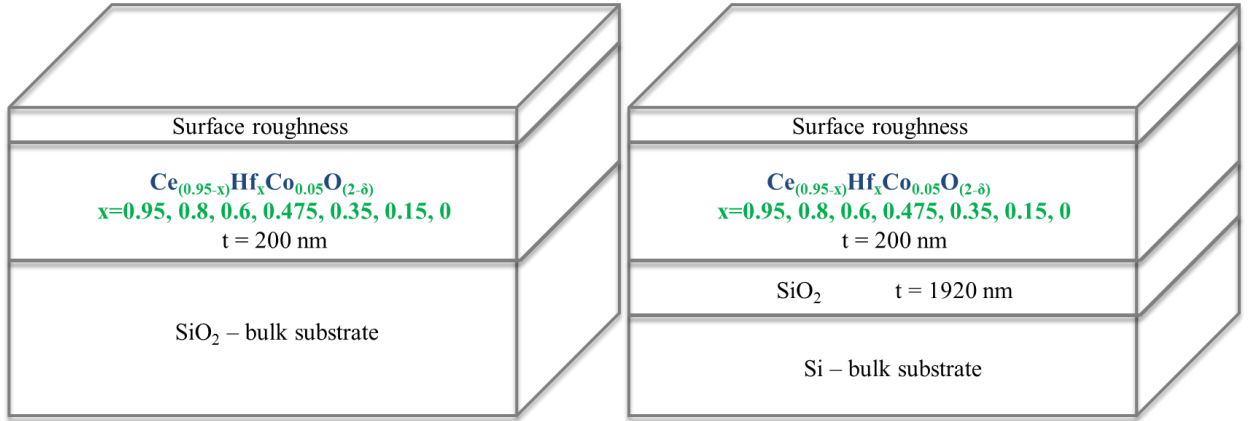 Surface roughness
Ce(0.95-x)HfxCo0.05O(2-δ)
x=0.95, 0.8, 0.6, 0.475, 0.35, 0.15, 0
t = 200 nm
SiO2 – bulk substrate
Surface roughness
Ce(0.95-x)HfxCo0.05O(2-δ)
x=0.95, 0.8, 0.6, 0.475, 0.35, 0.15, 0
t = 200 nm
SiO2 t = 1920 nm
Si – bulk substrate